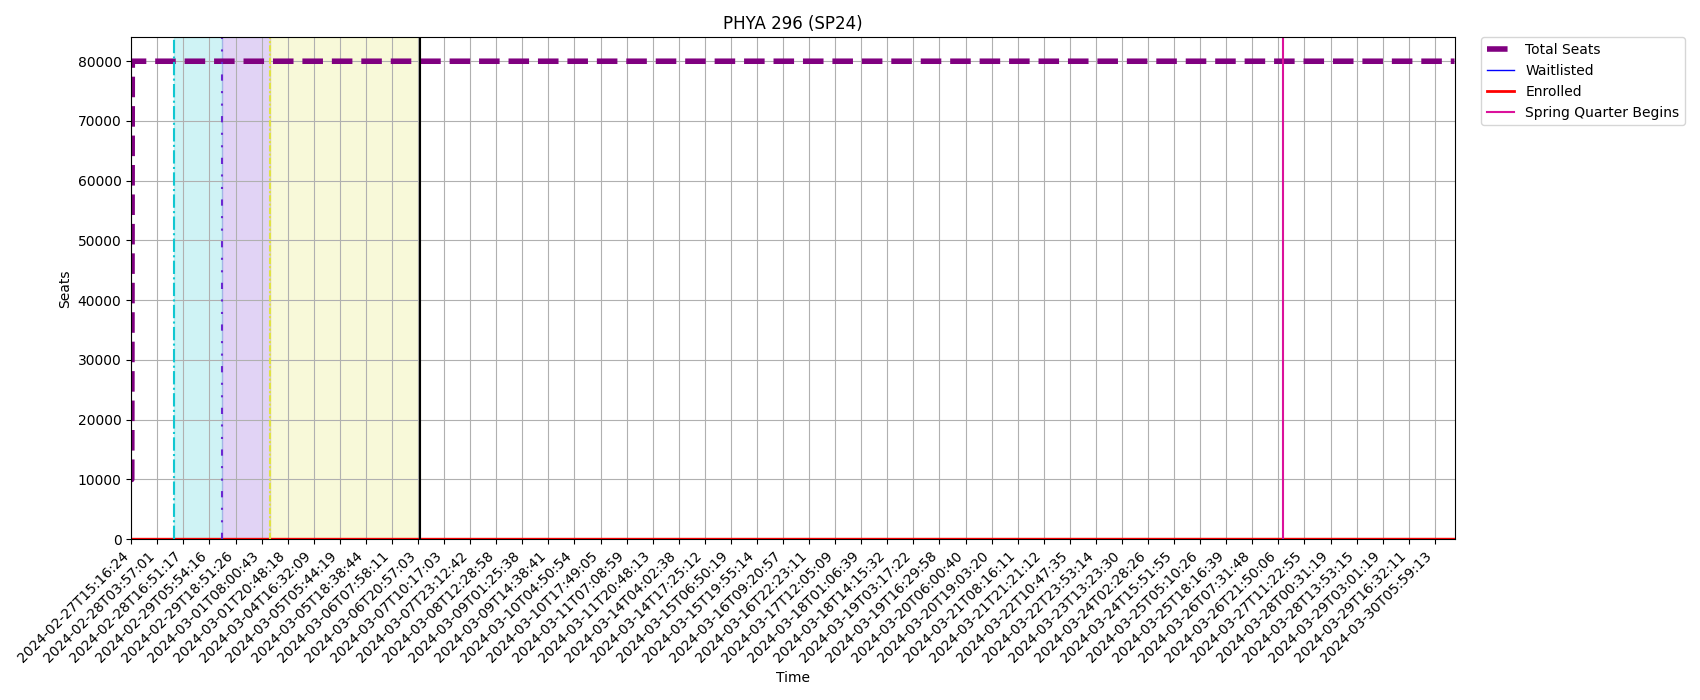 PHYA 296 (SP24)
Total Seats
Waitlisted
Enrolled
Spring Quarter Begins
Seats
80000
70000
60000
50000
40000
30000
20000
10000
0
2024-02-27T15:16:24
2024-02-28T03:57:01
2024-02-28T16:51:17
2024-02-29T05:54:16
2024-02-29T18:51:26
2024-03-01T08:00:43
2024-03-01T20:48:18
2024-03-04T16:32:09
2024-03-05T05:44:19
2024-03-05T18:38:44
2024-03-06T07:58:11
2024-03-06T20:57:03
2024-03-07T10:17:03
2024-03-07T23:12:42
2024-03-08T12:28:58
2024-03-09T01:25:38
2024-03-09T14:38:41
2024-03-10T04:50:54
2024-03-10T17:49:05
2024-03-11T07:08:59
2024-03-11T20:48:13
2024-03-14T04:02:38
2024-03-14T17:25:12
2024-03-15T06:50:19
2024-03-15T19:55:14
2024-03-16T09:20:57
2024-03-16T22:23:11
2024-03-17T12:05:09
2024-03-18T01:06:39
2024-03-18T14:15:32
2024-03-19T03:17:22
2024-03-19T16:29:58
2024-03-20T06:00:40
2024-03-20T19:03:20
2024-03-21T08:16:11
2024-03-21T21:21:12
2024-03-22T10:47:35
2024-03-22T23:53:14
2024-03-23T13:23:30
2024-03-24T02:28:26
2024-03-24T15:51:55
2024-03-25T05:10:26
2024-03-25T18:16:39
2024-03-26T07:31:48
2024-03-26T21:50:06
2024-03-27T11:22:55
2024-03-28T00:31:19
2024-03-28T13:53:15
2024-03-29T03:01:19
2024-03-29T16:32:11
2024-03-30T05:59:13
Time